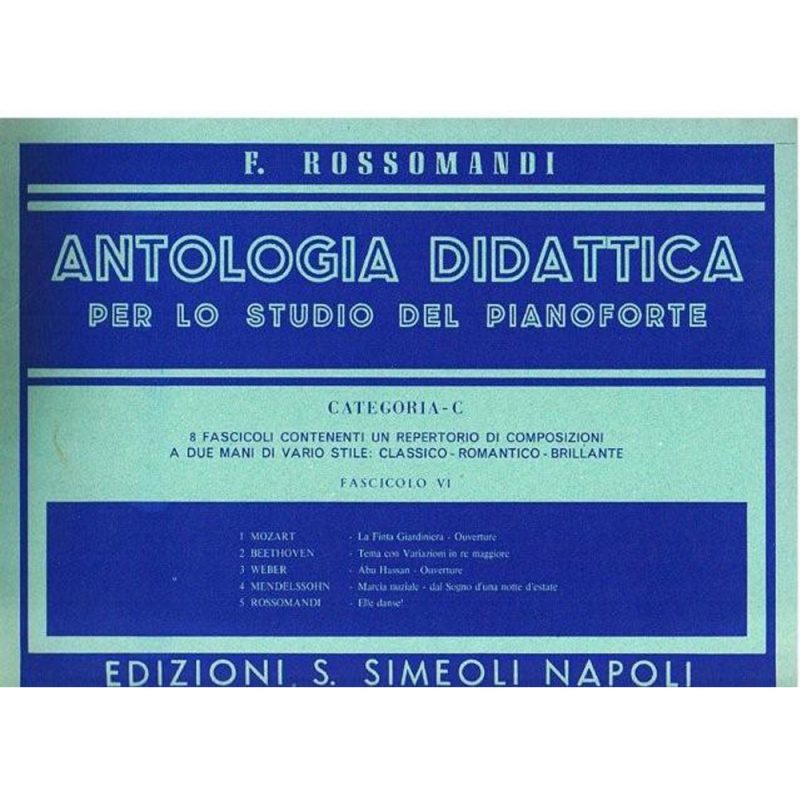 F. ROSSOMANDI
ANTOLOGIA DIDATTICA
PER LO STUDIO DEL PIANOFORTE
CATEGORIA - C
8 FASCICOLI CONTENENTI UN REPERTORIO DI COMPOSIZIONI
A DUE MANI DI VARIO STILE: CLASSICO - ROMANTICO - BRILLANTE
FASCICOLO VI
1 MOZART - La Finta Giardiniera - Ouverture
2 BEETHOVEN - Tema con Variazioni in re maggiore
3 WEBER - Abu Hassan - Ouverture
4 MENDELSSOHN - Marcia nuziale - dal Sogno d'una notte d'estate
5 ROSSOMANDI - Elle danse!
EDIZIONI S. SIMEOLI NAPOLI